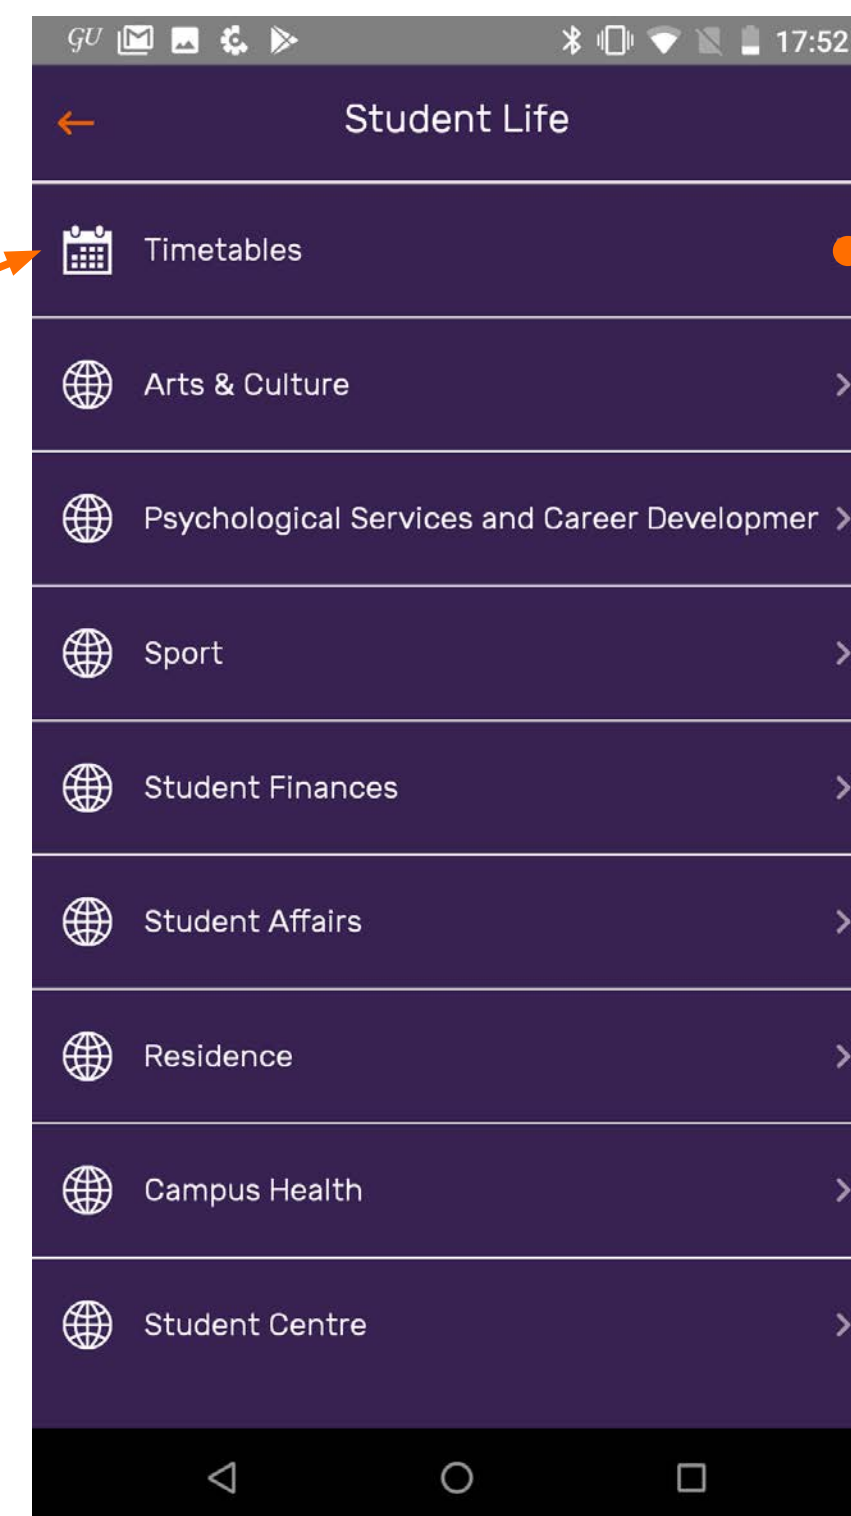 GU 17:52
Student Life
Timetables
Arts & Culture
Psychological Services and Career Developmer
Sport
Student Finances
Student Affairs
Residence
Campus Health
Student Centre